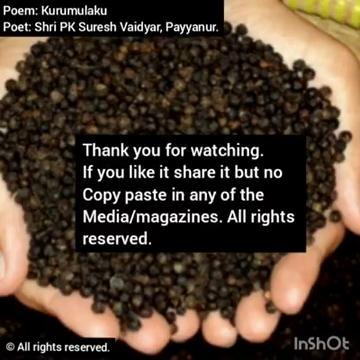 Poem: Kurumulaku
Poet: Shri PK Suresh Vaidyar, Payyanur.
Thank you for watching.
If you like it share it but no
Copy paste in any of the
Media/magazines. All rights
reserved.
© All rights reserved.
InShOt